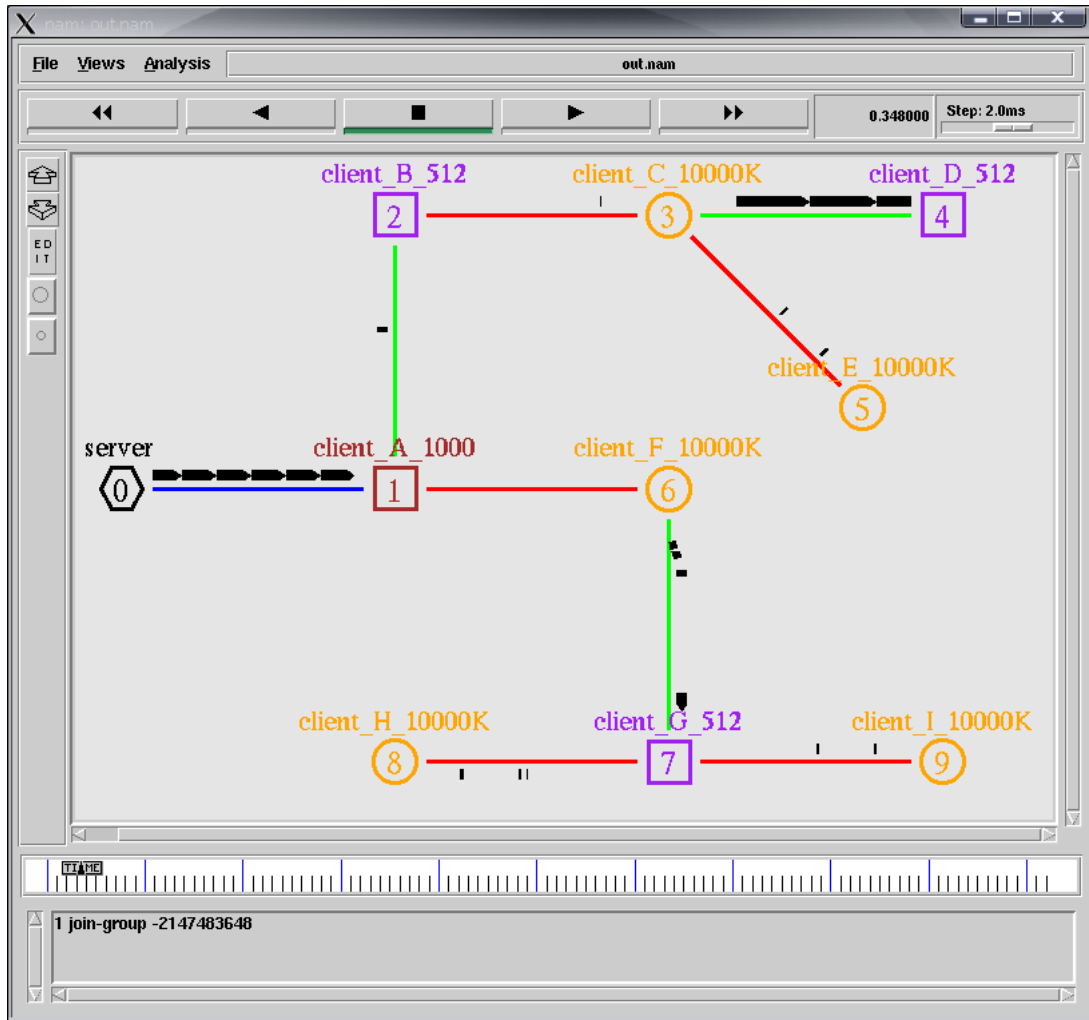 nam: out.nam
File Views Analysis out.nam
0.348000 Step: 2.0ms
client_B_512 client_C_10000K client_D_512
2 3 4
E D
I T
client_E_10000K
5
server client_A_1000 client_F_10000K
0 1 6
client_H_10000K client_G_512 client_I_10000K
8 7 9
TIME
1 join-group -2147483648